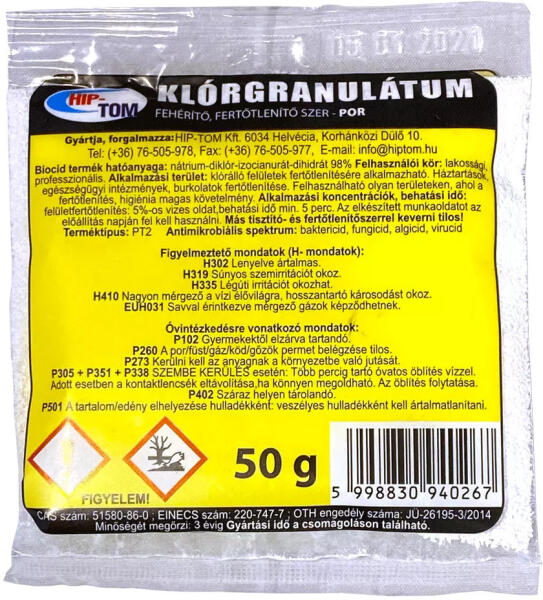 05 01 2021
HIP-TOM
KLÓRGRANULÁTUM
FEHÉRÍTŐ, FERTŐTLENÍTŐ SZER - POR
Gyártja, forgalmazza:HIP-TOM Kft. 6034 Helvécia, Korhánközi Dűlő 10.
Tel: (+36) 76-505-978, Fax: (+36) 76-505-977, E-mail: info@hiptom.hu
Biocid termék hatóanyaga: nátrium-diklór-izocianurát-dihidrát 98% Felhasználói kör: lakossági,
professzionális. Alkalmazási terület: klórálló felületek fertőtlenítésére alkalmazható. Háztartások,
egészségügyi intézmények, burkolatok fertőtlenítése. Felhasználható olyan területeken, ahol a
fertőtlenítés, higiénia magas követelmény. Alkalmazási koncentrációk, behatási idő:
felületfertőtlenítés: 5%-os vizes oldat,behatási idő min. 5 perc. Az elkészített munkaoldatot az
előállítás napján fel kell használni. Más tisztító- és fertőtlenítőszerrel keverni tilos!
Terméktípus: PT2 Antimikrobiális spektrum: baktericid, fungicid, algicid, virucid
Figyelmeztető mondatok (H- mondatok):
H302 Lenyelve ártalmas.
H319 Súlyos szemirritációt okoz.
H335 Légúti irritációt okozhat.
H410 Nagyon mérgező a vízi élővilágra, hosszantartó károsodást okoz.
EUH031 Savval érintkezve mérgező gázok képződhetnek.
Óvintézkedésre vonatkozó mondatok:
P102 Gyermekektől elzárva tartandó.
P260 A por/füst/gáz/köd/gőzök permet belégzése tilos.
P273 Kerülni kell az anyagnak a környezetbe való jutását.
P305 + P351 + P338 SZEMBE KERÜLÉS esetén: Több percig tartó óvatos öblítés vízzel.
Adott esetben a kontaktlencsék eltávolítása,ha könnyen megoldható. Az öblítés folytatása.
P402 Száraz helyen tárolandó.
P501 A tartalom/edény elhelyezése hulladékként: veszélyes hulladékként kell ártalmatlanítani.
FIGYELEM!
50 g
5 998830 940267
CAS szám: 51580-86-0 ; EINECS szám: 220-747-7 ; OTH engedély száma: JÜ-26195-3/2014
Minőségét megőrzi: 3 évig Gyártási idő a csomagoláson található.